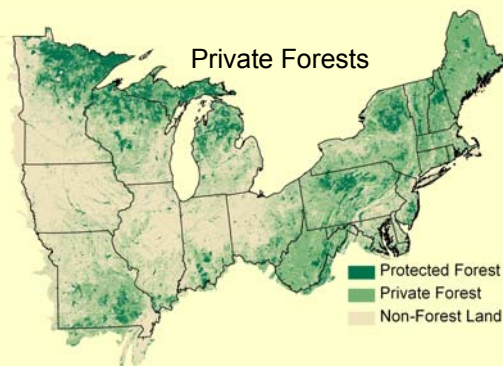 Private Forests
Protected Forest
Private Forest
Non-Forest Land